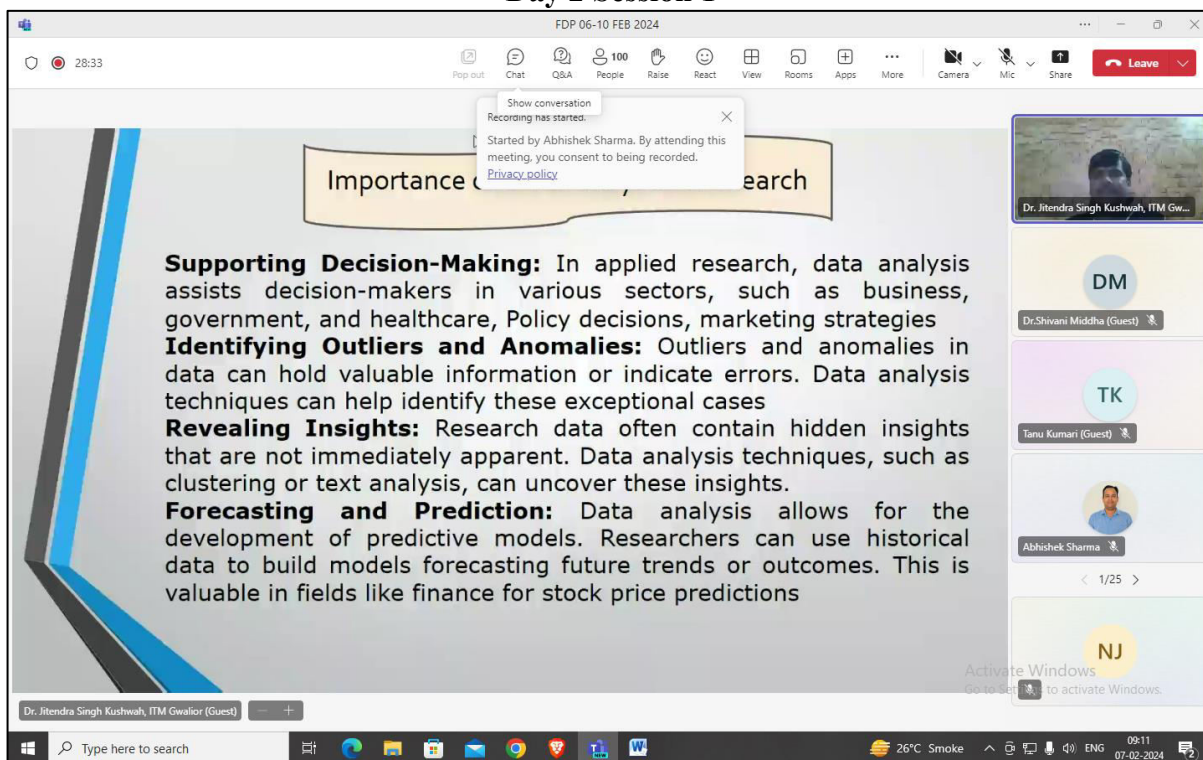 FDP 06-10 FEB 2024
28:33
Pop out
Chat
Q&A
100
People
Raise
React
View
Rooms
Apps
More
Camera
Mic
Share
Leave
Show conversation
Recording has started.
Started by Abhishek Sharma. By attending this
meeting, you consent to being recorded.
Privacy policy
Importance
earch
Supporting Decision-Making: In applied research, data analysis
assists decision-makers in various sectors, such as business,
government, and healthcare, Policy decisions, marketing strategies
Identifying Outliers and Anomalies: Outliers and anomalies in
data can hold valuable information or indicate errors. Data analysis
techniques can help identify these exceptional cases
Revealing Insights: Research data often contain hidden insights
that are not immediately apparent. Data analysis techniques, such as
clustering or text analysis, can uncover these insights.
Forecasting and Prediction: Data analysis allows for the
development of predictive models. Researchers can use historical
data to build models forecasting future trends or outcomes. This is
valuable in fields like finance for stock price predictions
Dr. Jitendra Singh Kushwah, ITM Gw...
DM
Dr.Shivani Middha (Guest)
TK
Tanu Kumari (Guest)
Abhishek Sharma
1/25
NJ
Activate Windows
Go to Set to activate Windows.
Dr. Jitendra Singh Kushwah, ITM Gwalior (Guest)
Type here to search
26°C Smoke
ENG
09:11
07-02-2024
2